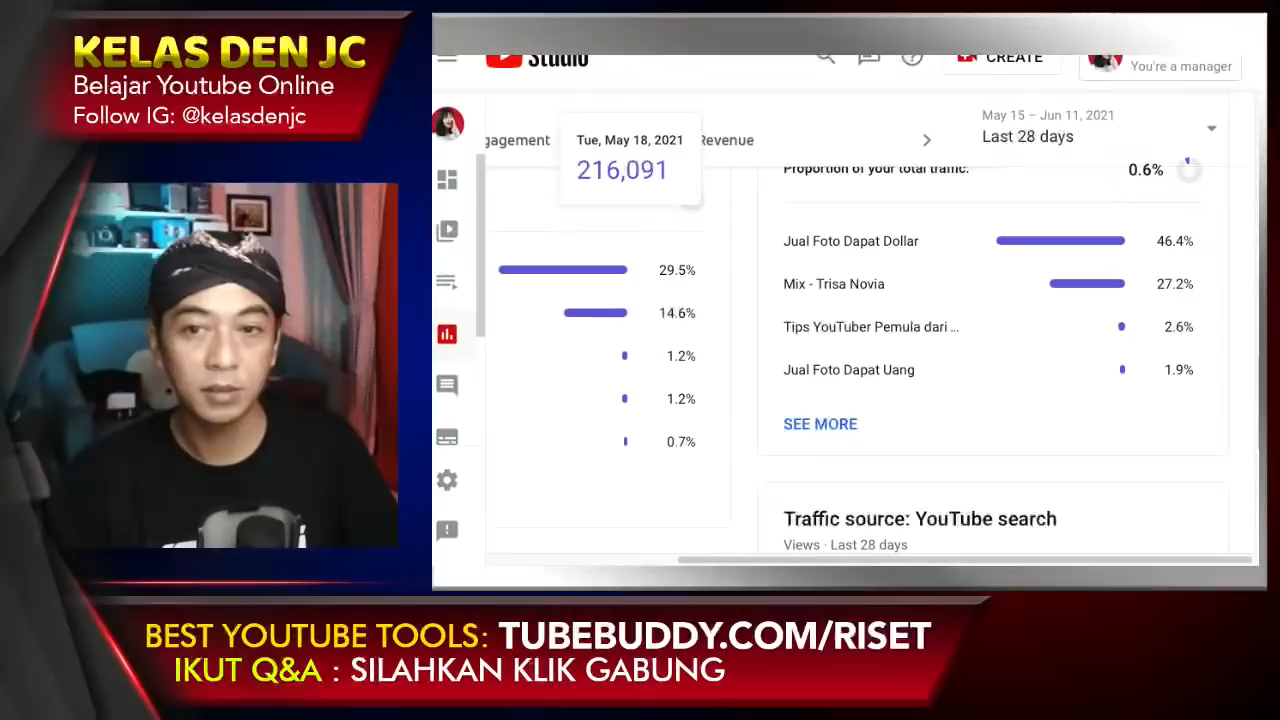 KELAS DEN JC
Belajar Youtube Online
Follow IG: @kelasdenjc
Studio
CREATE
You're a manager
gagement
Tue, May 18, 2021
216,091
Revenue
May 15 – Jun 11, 2021
Last 28 days
29.5%
14.6%
1.2%
1.2%
0.7%
Proportion of your total traffic:
0.6%
Jual Foto Dapat Dollar
46.4%
Mix - Trisa Novia
27.2%
Tips YouTuber Pemula dari ...
2.6%
Jual Foto Dapat Uang
1.9%
SEE MORE
Traffic source: YouTube search
Views · Last 28 days
BEST YOUTUBE TOOLS: TUBEBUDDY.COM/RISET
IKUT Q&A : SILAHKAN KLIK GABUNG